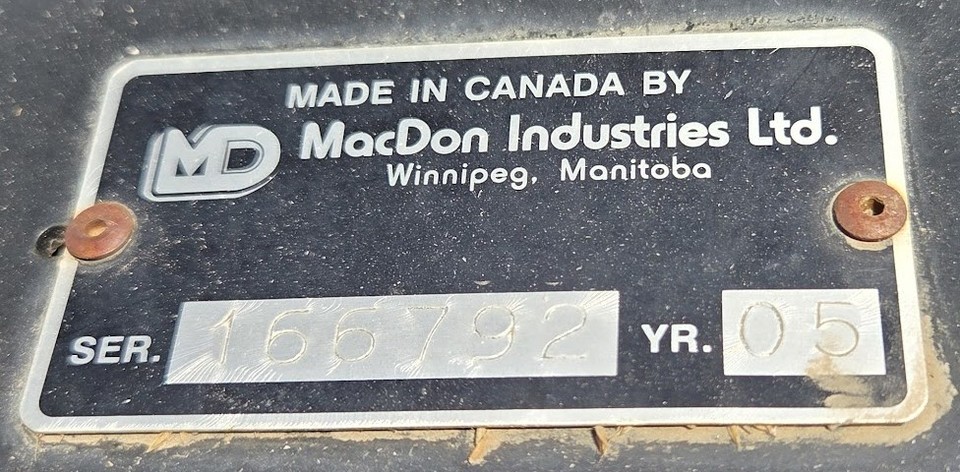 MADE IN CANADA BY
MD MacDon Industries Ltd.
Winnipeg, Manitoba
SER. 166792 YR. 05